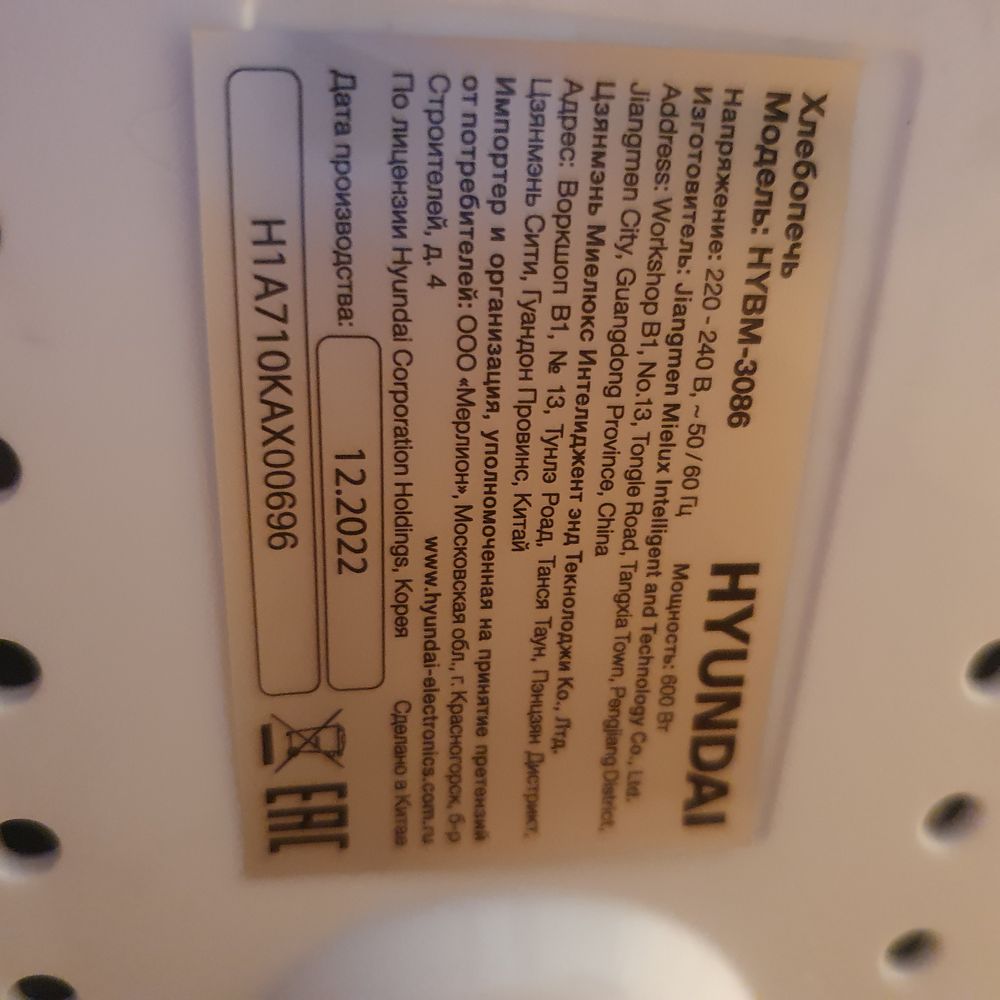 Хлебопечь
Модель: HYBM-3086
HYUNDAI
Напряжение: 220 - 240 В, ~ 50 / 60 Гц Мощность: 600 Вт
Изготовитель: Jiangmen Mielux Intelligent and Technology Co., Ltd.
Address: Workshop B1, No.13, Tongle Road, Tangxia Town, Pengjiang District,
Jiangmen City, Guangdong Province, China
Цзянмэнь Миелюкс Интелиджент энд Текнолоджи Ко., Лтд.
Адрес: Воркшоп В1, № 13, Тунлэ Роад, Танся Таун, Пэнцзян Дистрикт,
Цзянмэнь Сити, Гуандон Провинс, Китай
Импортер и организация, уполномоченная на принятие претензий
от потребителей: ООО «Мерлион», Московская обл., г. Красногорск, б-р
Строителей, д. 4 www.hyundai-electronics.com.ru
По лицензии Hyundai Corporation Holdings, Корея Сделано в Китае
Дата производства: 12.2022
H1A710KAX00696
EAC